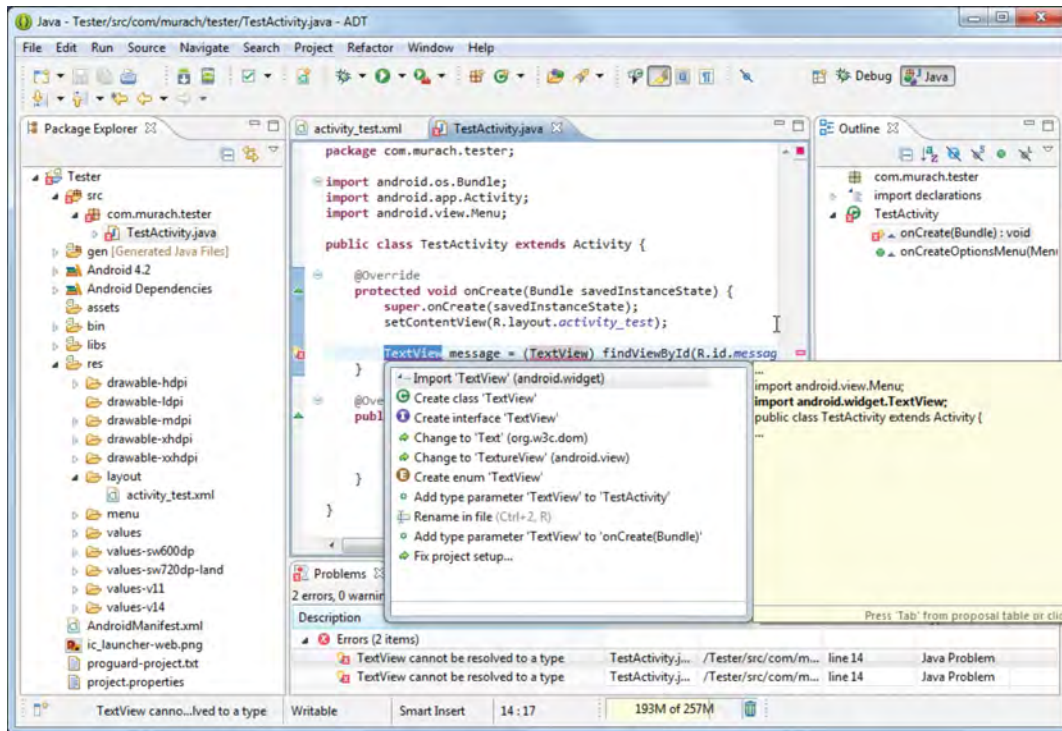 Java - Tester/src/com/murach/tester/TestActivity.java - ADT
File Edit Run Source Navigate Search Project Refactor Window Help
Debug Java
Package Explorer
Tester
src
com.murach.tester
TestActivity.java
gen [Generated Java Files]
Android 4.2
Android Dependencies
assets
bin
libs
res
drawable-hdpi
drawable-ldpi
drawable-mdpi
drawable-xhdpi
drawable-xxhdpi
layout
activity_test.xml
menu
values
values-sw600dp
values-sw720dp-land
values-v11
values-v14
AndroidManifest.xml
ic_launcher-web.png
proguard-project.txt
project.properties
activity_test.xml TestActivity.java
package com.murach.tester;
import android.os.Bundle;
import android.app.Activity;
import android.view.Menu;
public class TestActivity extends Activity {
@Override
protected void onCreate(Bundle savedInstanceState) {
super.onCreate(savedInstanceState);
setContentView(R.layout.activity_test);
TextView message = (TextView) findViewById(R.id.messag
}
@Ove
publ
}
}
Import 'TextView' (android.widget)
Create class 'TextView'
Create interface 'TextView'
Change to 'Text' (org.w3c.dom)
Change to 'TextureView' (android.view)
Create enum 'TextView'
Add type parameter 'TextView' to 'TestActivity'
Rename in file (Ctrl+2, R)
Add type parameter 'TextView' to 'onCreate(Bundle)'
Fix project setup...
...
import android.view.Menu;
import android.widget.TextView;
public class TestActivity extends Activity {
...
Press 'Tab' from proposal table or clic
Outline
com.murach.tester
import declarations
TestActivity
onCreate(Bundle) : void
onCreateOptionsMenu(Menu
Problems
2 errors, 0 warnin
Description
Errors (2 items)
TextView cannot be resolved to a type TestActivity.j... /Tester/src/com/m... line 14 Java Problem
TextView cannot be resolved to a type TestActivity.j... /Tester/src/com/m... line 14 Java Problem
TextView canno...lved to a type Writable Smart Insert 14 : 17 193M of 257M